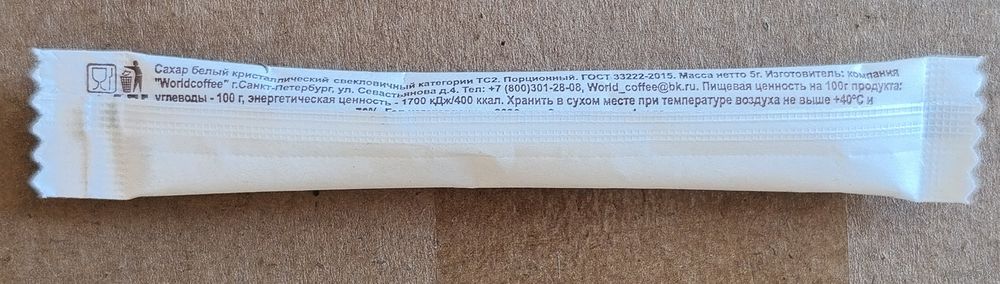 Сахар белый кристаллический свекловичный категории ТС2. Порционный. ГОСТ 33222-2015. Масса нетто 5г. Изготовитель: компания
"Worldcoffee" г.Санкт-Петербург, ул. Севастьянова д.4. Тел: +7 (800)301-28-08, World_coffee@bk.ru. Пищевая ценность на 100г продукта:
углеводы - 100 г, энергетическая ценность - 1700 кДж/400 ккал. Хранить в сухом месте при температуре воздуха не выше +40°С и